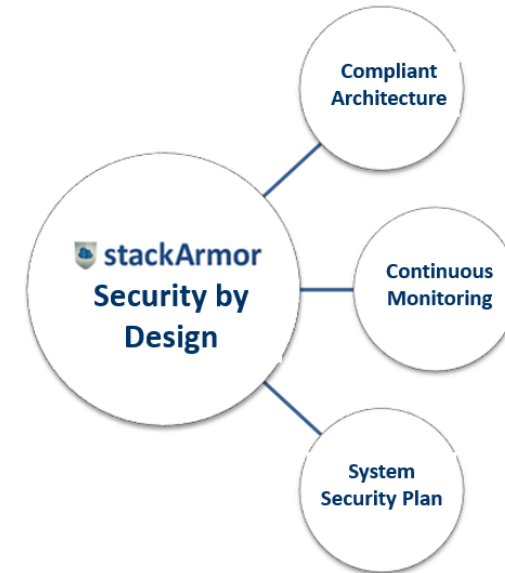 Compliant
Architecture
stackArmor
Security by
Design
Continuous
Monitoring
System
Security Plan